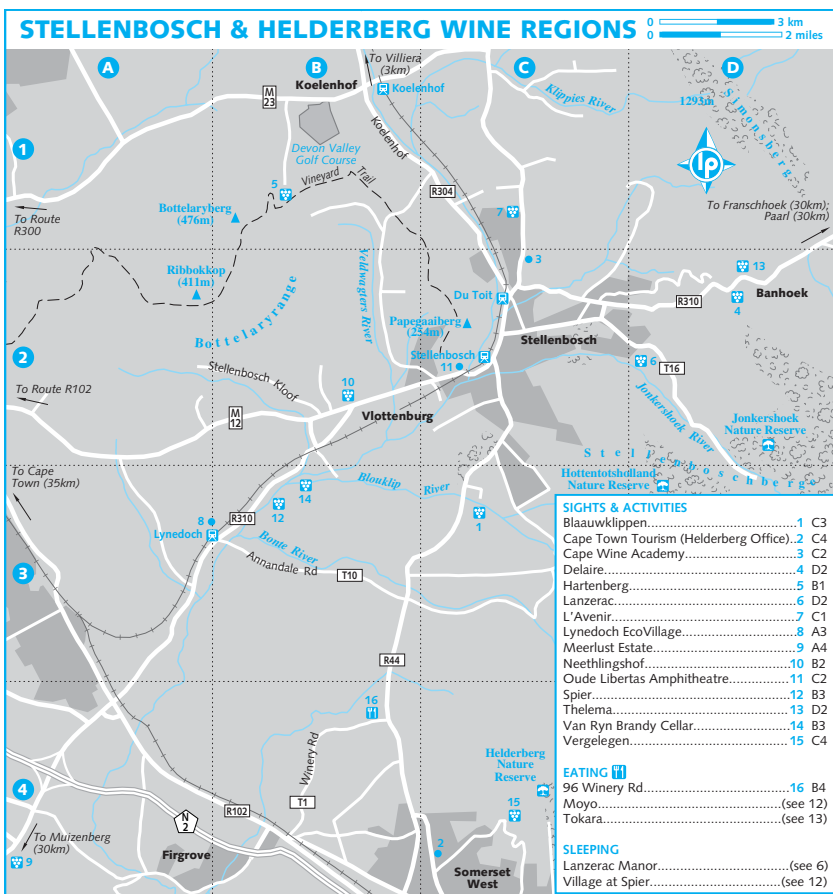 STELLENBOSCH & HELDERBERG WINE REGIONS
0 3 km
0 2 miles
A B C D
To Villiera
(3km)
Koelenhof
Koelenhof
M
23
Koelenhof
Klippies River
1293m
Simonsberg
lp
1
Devon Valley
Golf Course
Vineyard Trail
5
R304
7
Bottelaryberg
(476m)
To Route
R300
To Franschhoek (30km);
Paarl (30km)
3
13
Ribbokkop
(411m)
Veldwagters River
Du Toit
R310
Banhoek
4
Bottelaryrange
Papegaaiberg
(254m)
Stellenbosch
2
Stellenbosch
11
6
T16
Stellenbosch Kloof
10
To Route R102
M
12
Vlottenburg
Jonkershoek River
Jonkershoek
Nature Reserve
Stellenboschberge
To Cape
Town (35km)
Hottentotsholland
Nature Reserve
14
Blouklip River
12
1
8
R310
Lynedoch
Bonte River
Annandale Rd
T10
3
R44
16
Winery Rd
Helderberg
Nature
Reserve
4
T1
R102
15
N
2
To Muizenberg
(30km)
9
Firgrove
2
Somerset
West
SIGHTS & ACTIVITIES
Blaauwklippen...............................1 C3
Cape Town Tourism (Helderberg Office)..2 C4
Cape Wine Academy.......................3 C2
Delaire...........................................4 D2
Hartenberg.....................................5 B1
Lanzerac.........................................6 D2
L'Avenir..........................................7 C1
Lynedoch EcoVillage.......................8 A3
Meerlust Estate...............................9 A4
Neethlingshof...............................10 B2
Oude Libertas Amphitheatre..........11 C2
Spier............................................12 B3
Thelema.......................................13 D2
Van Ryn Brandy Cellar..................14 B3
Vergelegen...................................15 C4
EATING
96 Winery Rd................................16 B4
Moyo......................................(see 12)
Tokara.....................................(see 13)
SLEEPING
Lanzerac Manor.........................(see 6)
Village at Spier.........................(see 12)